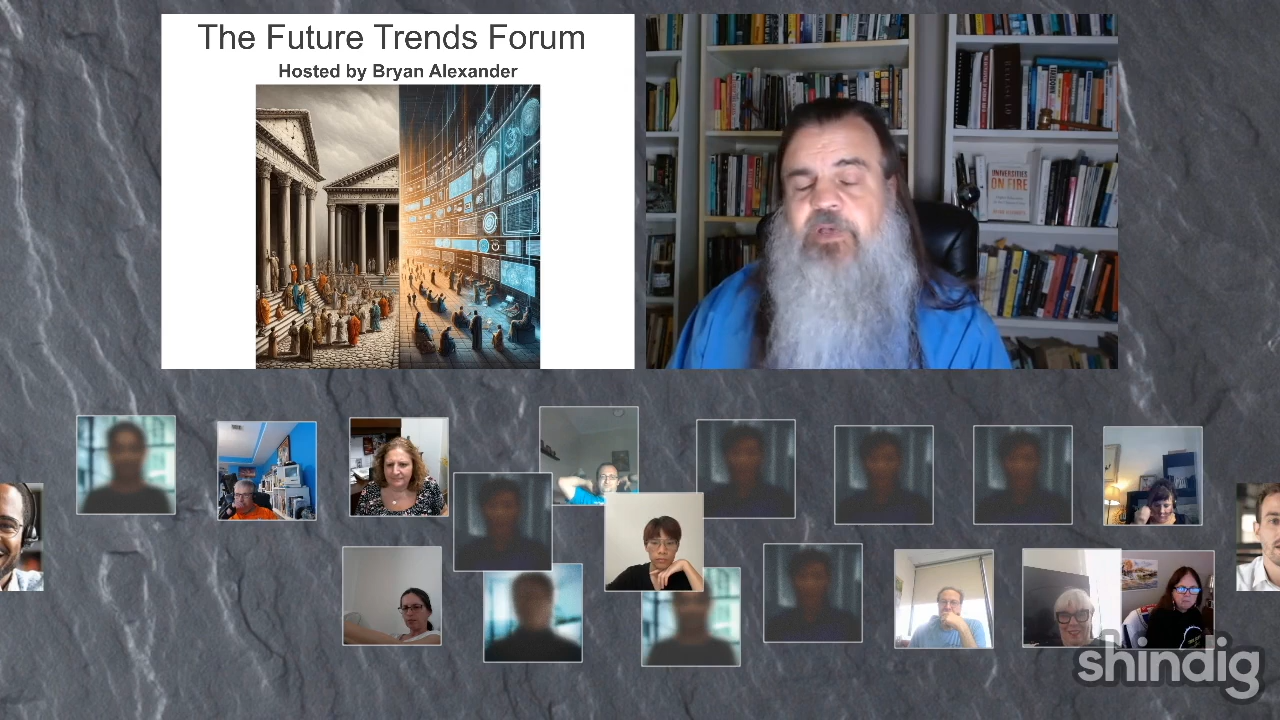 The Future Trends Forum
Hosted by Bryan Alexander
UNIVERSITIES
ON FIRE
shindig